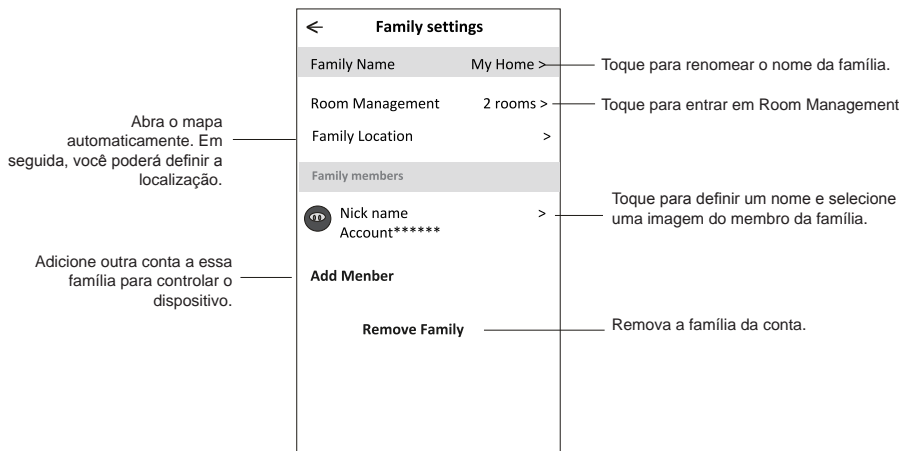 Family settings
Family Name My Home >
Toque para renomear o nome da família.
Room Management 2 rooms >
Toque para entrar em Room Management
Abra o mapa
automaticamente. Em
seguida, você poderá definir a
localização.
Family Location >
Family members
Nick name >
Account******
Toque para definir um nome e selecione
uma imagem do membro da família.
Adicione outra conta a essa
família para controlar o
dispositivo.
Add Menber
Remove Family
Remova a família da conta.